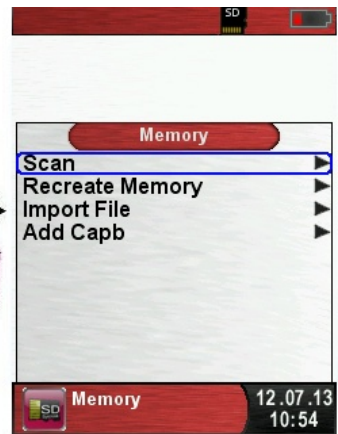 SD
Memory
Scan
Recreate Memory
Import File
Add Capb
SD
Memory
12.07.13
10:54